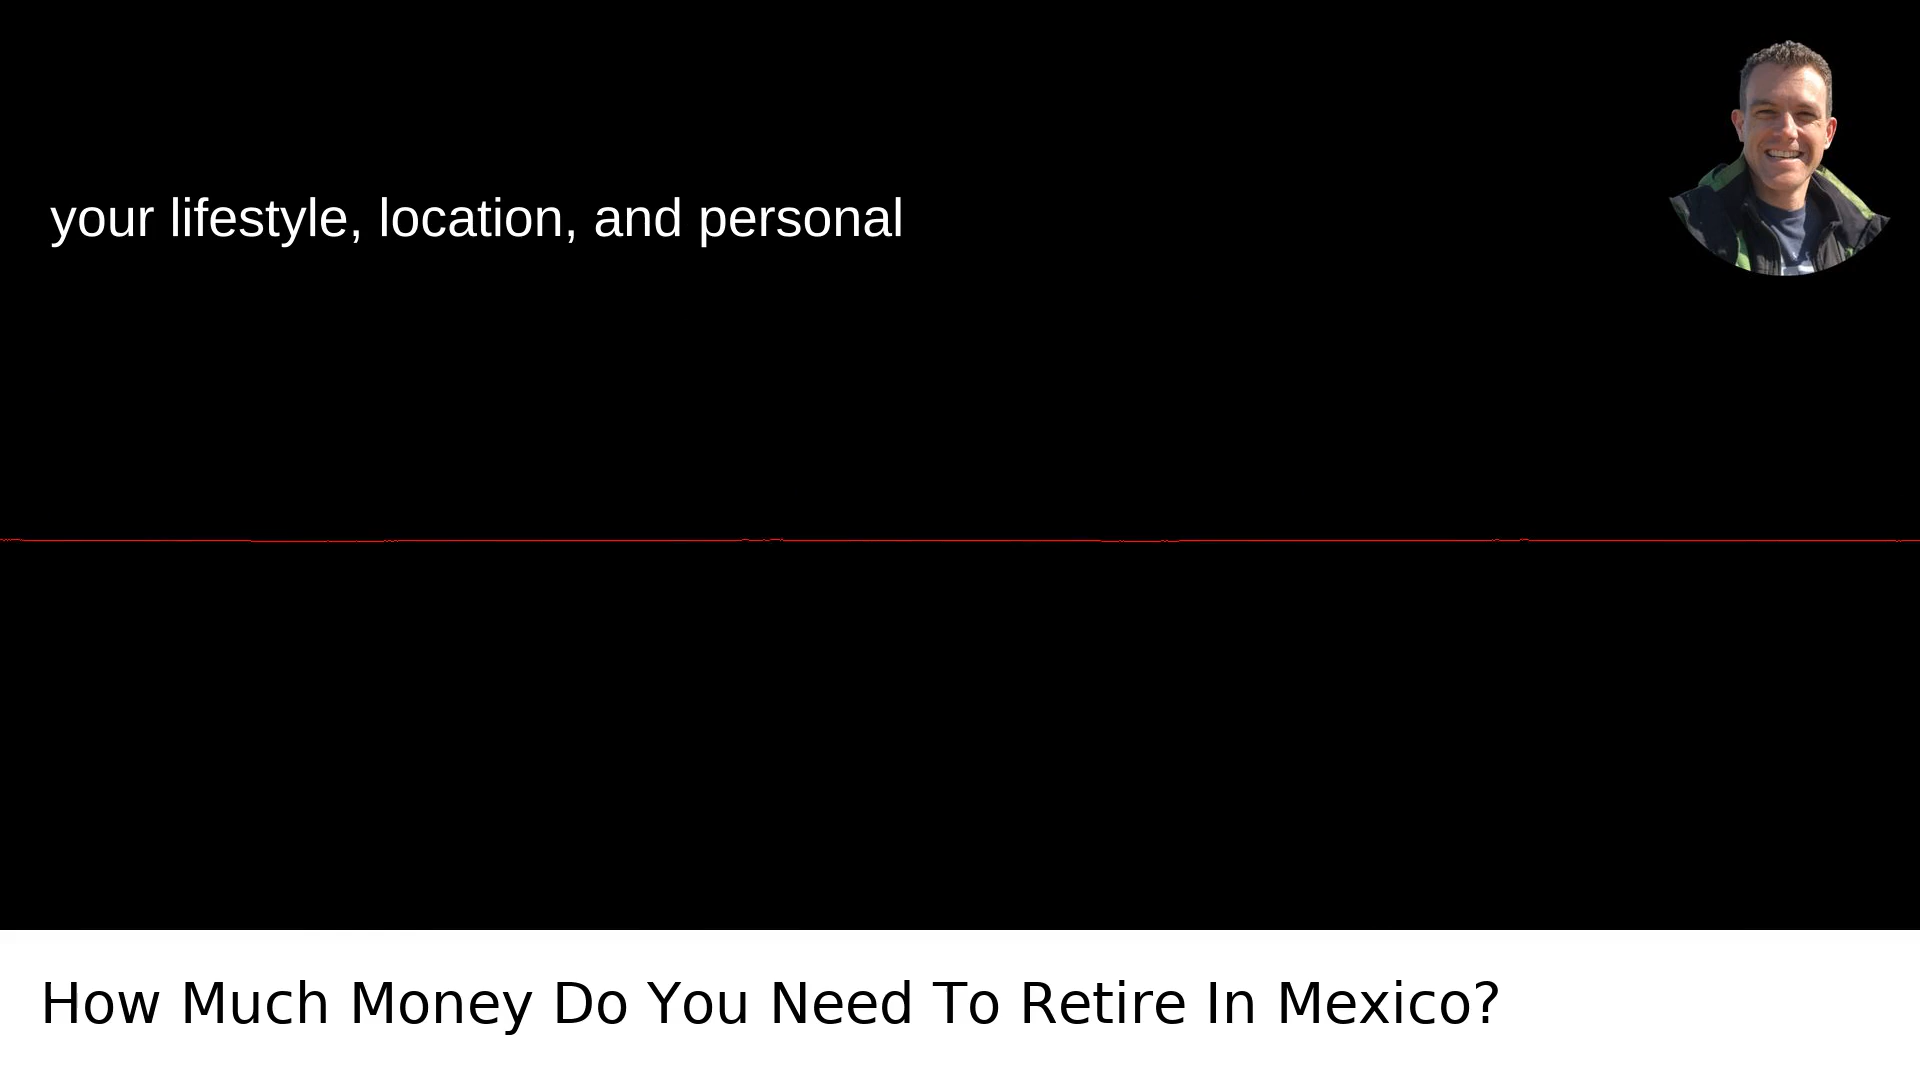 your lifestyle, location, and personal
How Much Money Do You Need To Retire In Mexico?